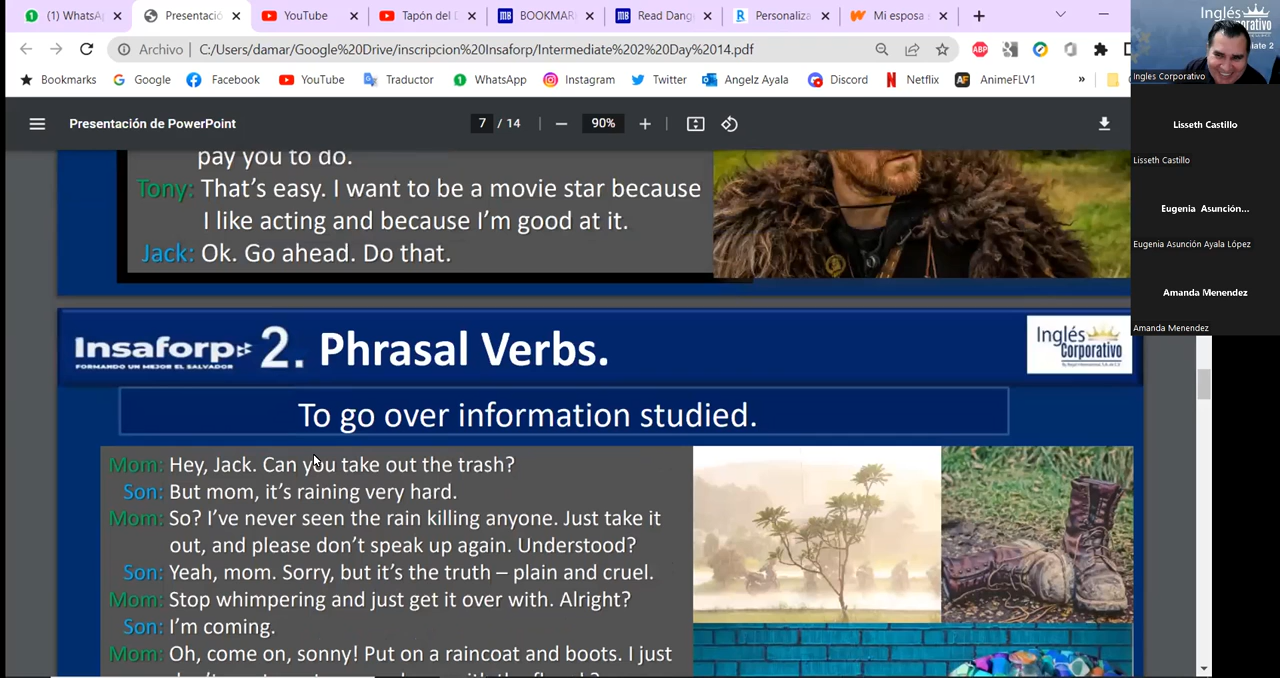 (1) WhatsA
Presentació
YouTube
Tapón del
BOOKMAR
Read Dang
Personaliza
Mi esposa
Archivo
C:/Users/damar/Google%20Drive/inscripcion%20Insaforp/Intermediate%202%20Day%2014.pdf
ABP
Bookmarks
Google
Facebook
YouTube
Traductor
WhatsApp
Instagram
Twitter
Angelz Ayala
Discord
Netflix
AnimeFLV1
»
Presentación de PowerPoint
7 / 14
90%
pay you to do.
Tony: That's easy. I want to be a movie star because
I like acting and because I'm good at it.
Jack: Ok. Go ahead. Do that.
Insaforp 2. Phrasal Verbs.
FORMANDO UN MEJOR EL SALVADOR
Inglés
Corporativo
To go over information studied.
Mom: Hey, Jack. Can you take out the trash?
Son: But mom, it's raining very hard.
Mom: So? I've never seen the rain killing anyone. Just take it
out, and please don't speak up again. Understood?
Son: Yeah, mom. Sorry, but it's the truth – plain and cruel.
Mom: Stop whimpering and just get it over with. Alright?
Son: I'm coming.
Mom: Oh, come on, sonny! Put on a raincoat and boots. I just
Inglés
Corporativo
iate 2
Ingles Corporativo
Lisseth Castillo
Lisseth Castillo
Eugenia Asunción...
Eugenia Asunción Ayala López
Amanda Menendez
Amanda Menendez